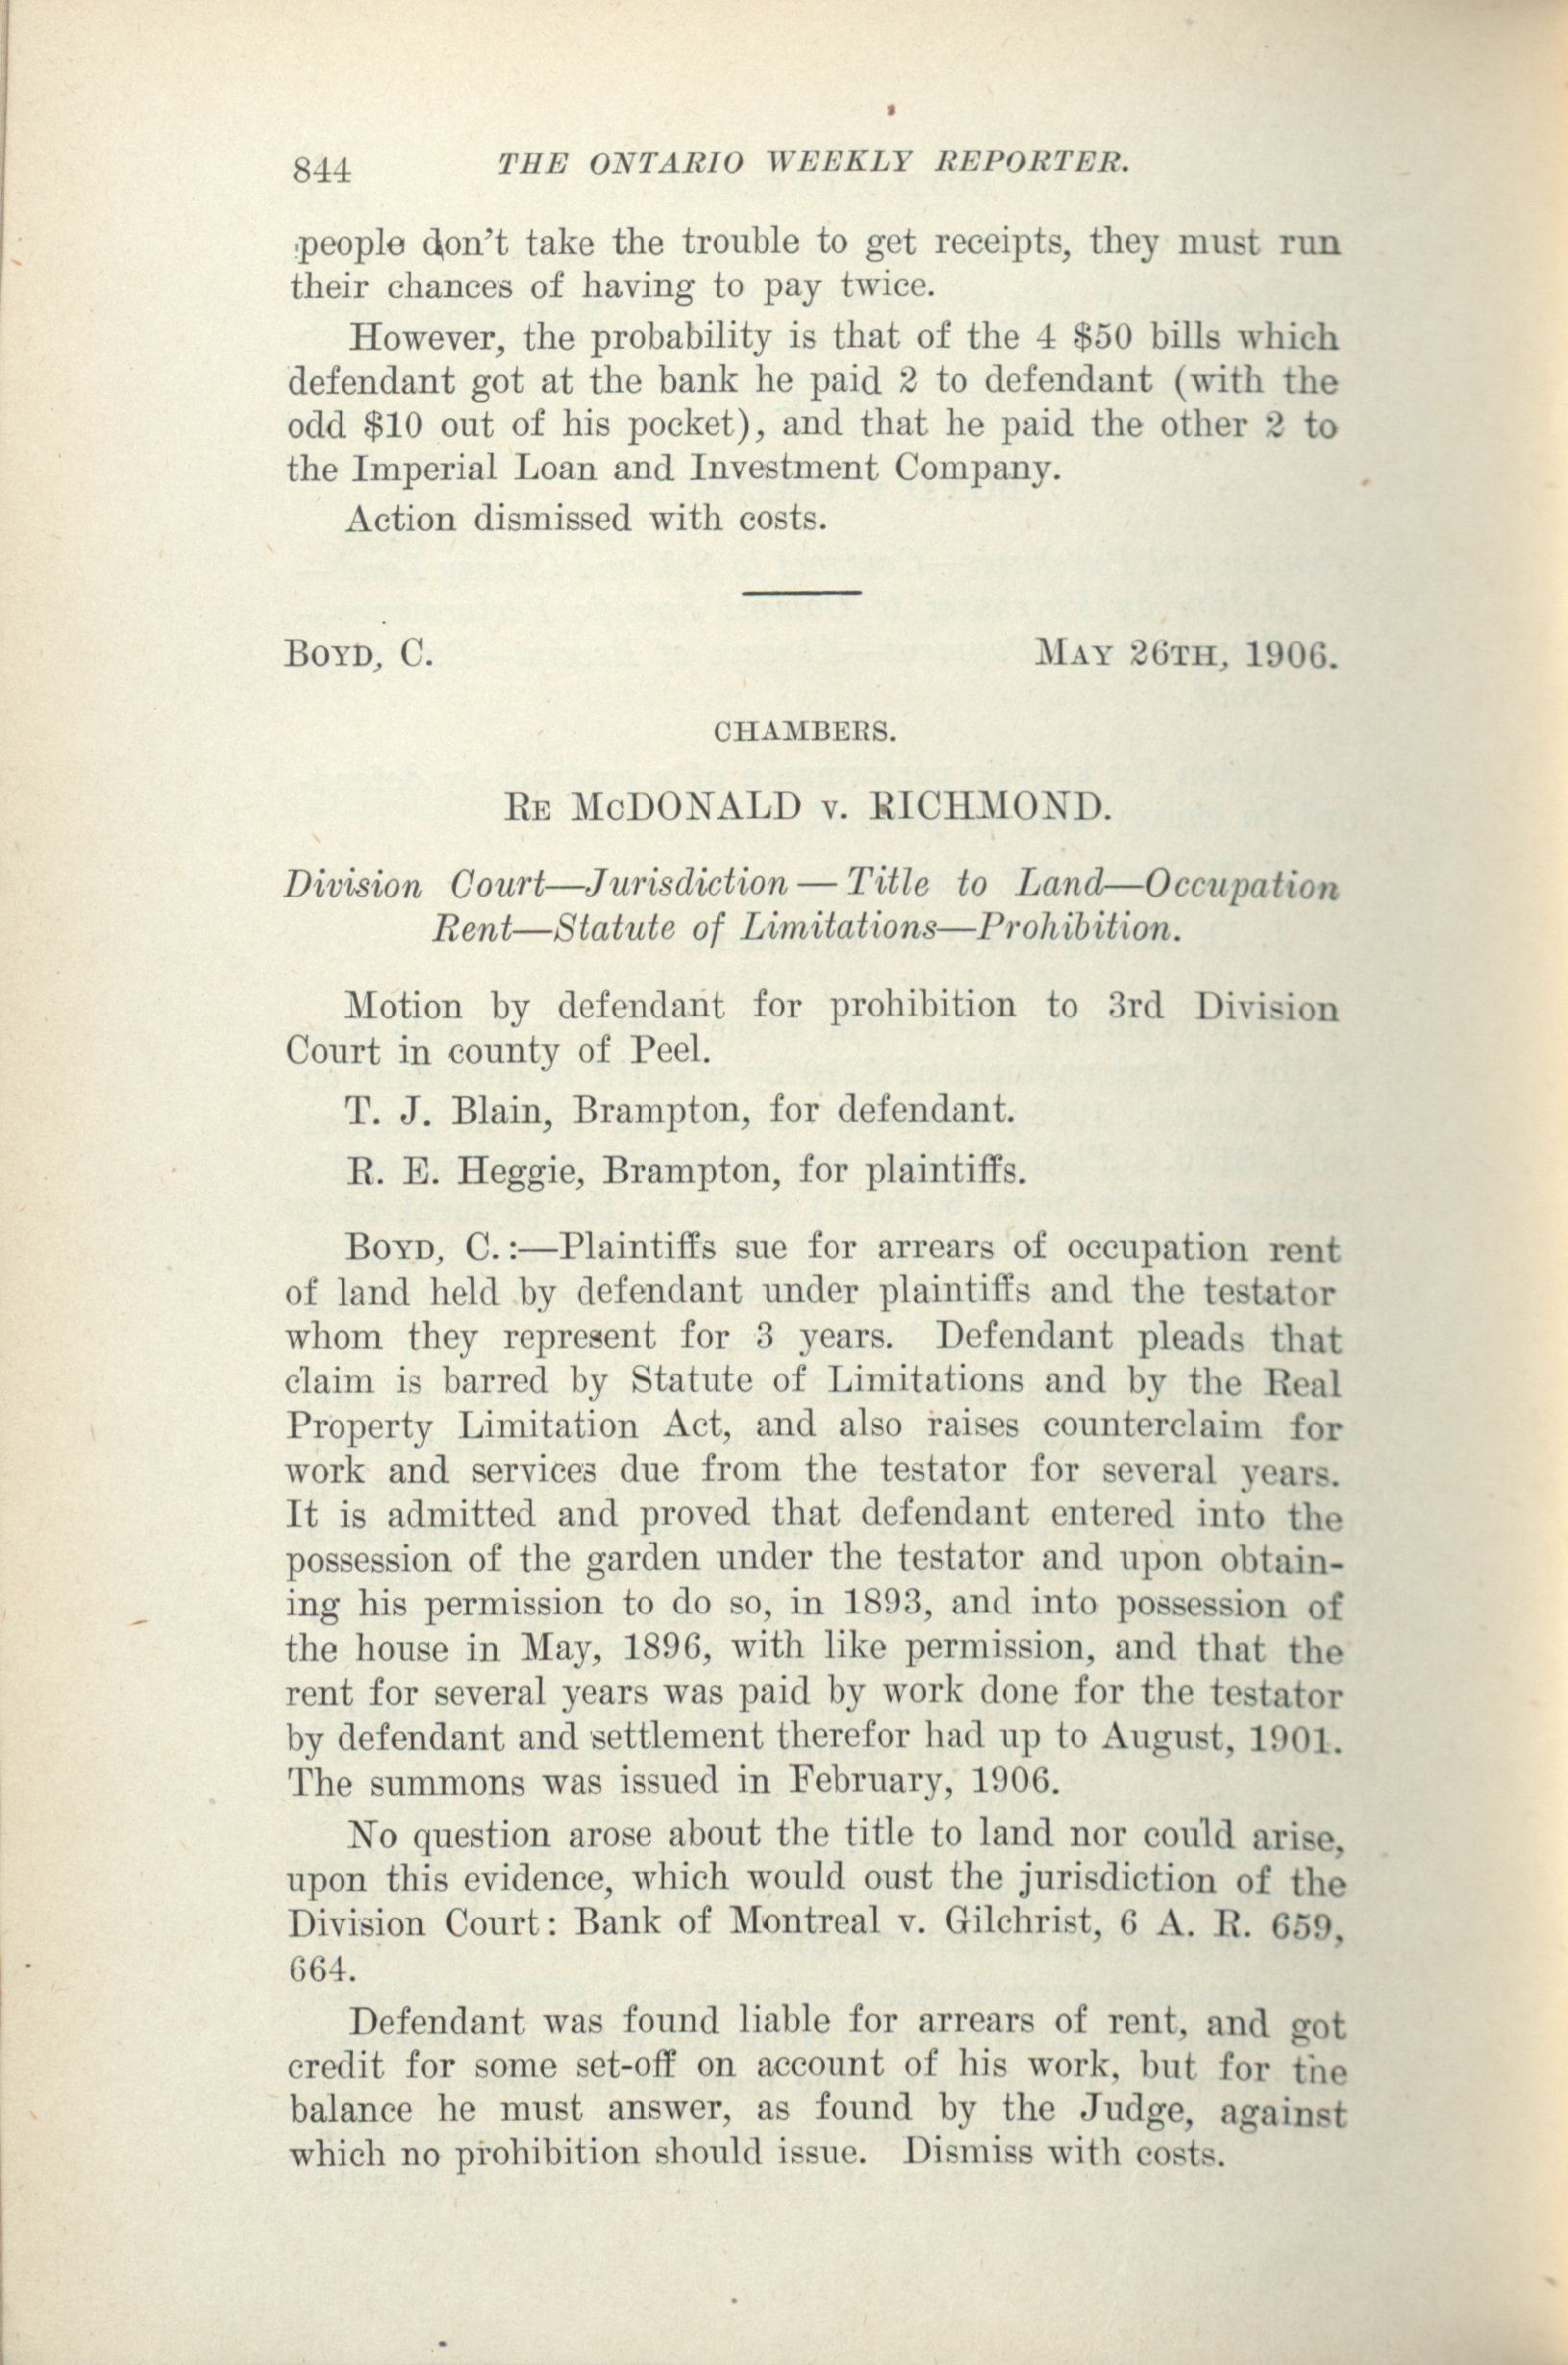 844 THE ONTARIO WEEKLY REPORTER.
people don't take the trouble to get receipts, they must run
their chances of having to pay twice.
However, the probability is that of the 4 $50 bills which
defendant got at the bank he paid 2 to defendant (with the
odd $10 out of his pocket), and that he paid the other 2 to
the Imperial Loan and Investment Company.
Action dismissed with costs.
BOYD, C. MAY 26TH, 1906.
CHAMBERS.
RE McDONALD v. RICHMOND.
Division Court—Jurisdiction — Title to Land—Occupation
Rent—Statute of Limitations—Prohibition.
Motion by defendant for prohibition to 3rd Division
Court in county of Peel.
T. J. Blain, Brampton, for defendant.
R. E. Heggie, Brampton, for plaintiffs.
BOYD, C.:—Plaintiffs sue for arrears of occupation rent
of land held by defendant under plaintiffs and the testator
whom they represent for 3 years. Defendant pleads that
claim is barred by Statute of Limitations and by the Real
Property Limitation Act, and also raises counterclaim for
work and services due from the testator for several years.
It is admitted and proved that defendant entered into the
possession of the garden under the testator and upon obtain-
ing his permission to do so, in 1893, and into possession of
the house in May, 1896, with like permission, and that the
rent for several years was paid by work done for the testator
by defendant and settlement therefor had up to August, 1901.
The summons was issued in February, 1906.
No question arose about the title to land nor could arise,
upon this evidence, which would oust the jurisdiction of the
Division Court: Bank of Montreal v. Gilchrist, 6 A. R. 659,
664.
Defendant was found liable for arrears of rent, and got
credit for some set-off on account of his work, but for the
balance he must answer, as found by the Judge, against
which no prohibition should issue. Dismiss with costs.